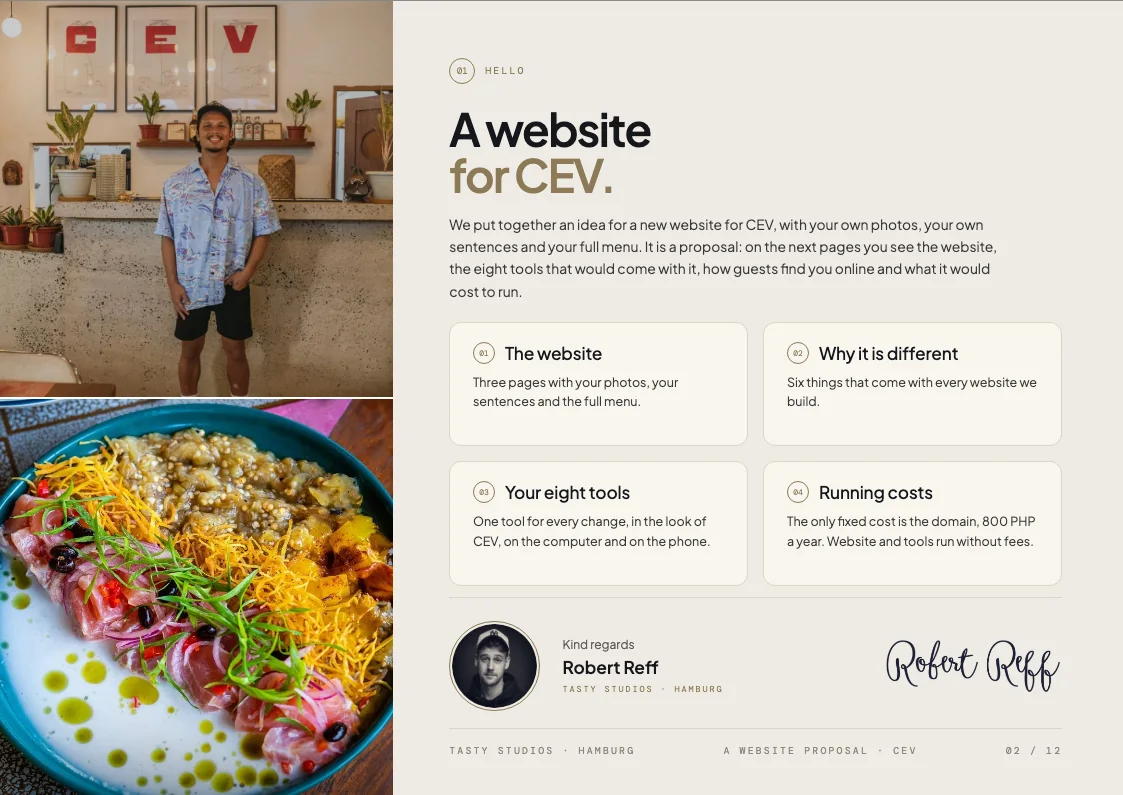 C E V
01 HELLO
A website
for CEV.
We put together an idea for a new website for CEV, with your own photos, your own
sentences and your full menu. It is a proposal: on the next pages you see the website,
the eight tools that would come with it, how guests find you online and what it would
cost to run.
01 The website
Three pages with your photos, your
sentences and the full menu.
02 Why it is different
Six things that come with every website we
build.
03 Your eight tools
One tool for every change, in the look of
CEV, on the computer and on the phone.
04 Running costs
The only fixed cost is the domain, 800 PHP
a year. Website and tools run without fees.
Kind regards
Robert Reff
TASTY STUDIOS · HAMBURG
Robert Reff
TASTY STUDIOS · HAMBURG
A WEBSITE PROPOSAL · CEV
02 / 12